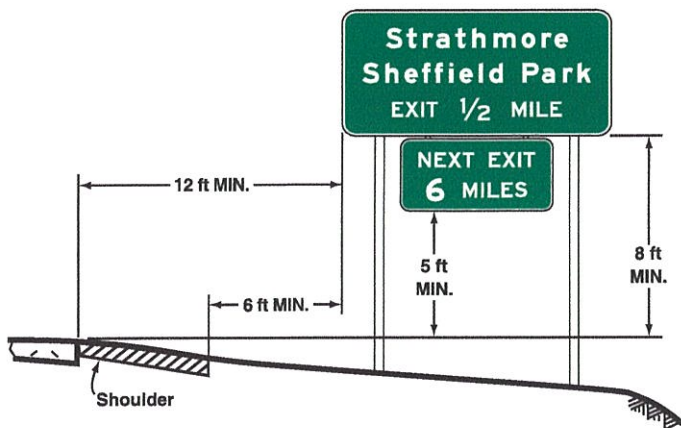 Strathmore
Sheffield Park
EXIT 1/2 MILE
NEXT EXIT
6 MILES
12 ft MIN.
6 ft MIN.
5 ft
MIN.
8 ft
MIN.
Shoulder